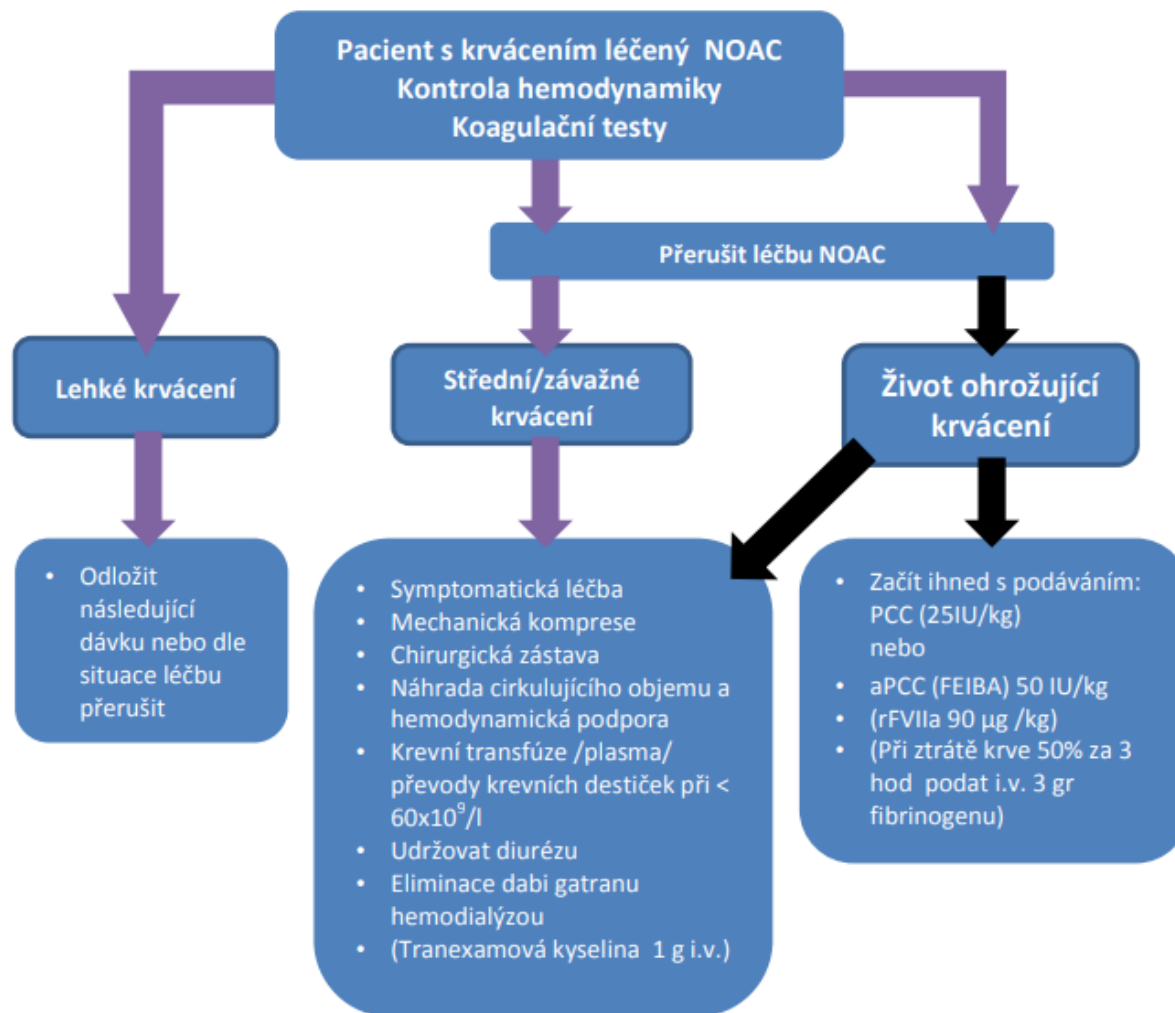 Pacient s krvácením léčený NOAC
Kontrola hemodynamiky
Koagulační testy
Přerušit léčbu NOAC
Lehké krvácení
Střední/závažné
krvácení
Život ohrožující
krvácení
• Odložit
následující
dávku nebo dle
situace léčbu
přerušit
• Symptomatická léčba
• Mechanická komprese
• Chirurgická zástava
• Náhrada cirkulujícího objemu a
hemodynamická podpora
• Krevní transfúze /plasma/
převody krevních destiček při <
60x10⁹/l
• Udržovat diurézu
• Eliminace dabi gatranu
hemodialýzou
• (Tranexamová kyselina 1 g i.v.)
• Začít ihned s podáváním:
PCC (25IU/kg)
nebo
• aPCC (FEIBA) 50 IU/kg
• (rFVIIa 90 µg /kg)
• (Při ztrátě krve 50% za 3
hod podat i.v. 3 gr
fibrinogenu)